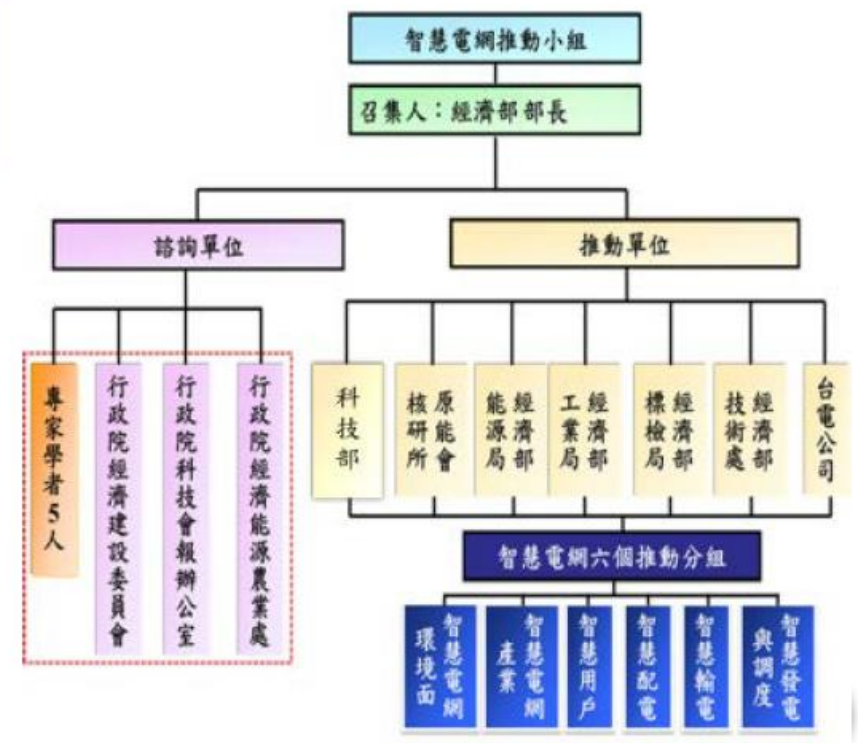 智慧電網推動小組
召集人：經濟部部長
諮詢單位
推動單位
專家學者5人
行政院經濟建設委員會
行政院科技會報辦公室
行政院經濟能源農業處
科技部
原能會
核研所
經濟部
能源局
經濟部
工業局
經濟部
標檢局
經濟部
技術處
台電公司
智慧電網六個推動分組
智慧電網
環境面
智慧電網
產業
智慧用戶
智慧配電
智慧輸電
智慧發電
與調度